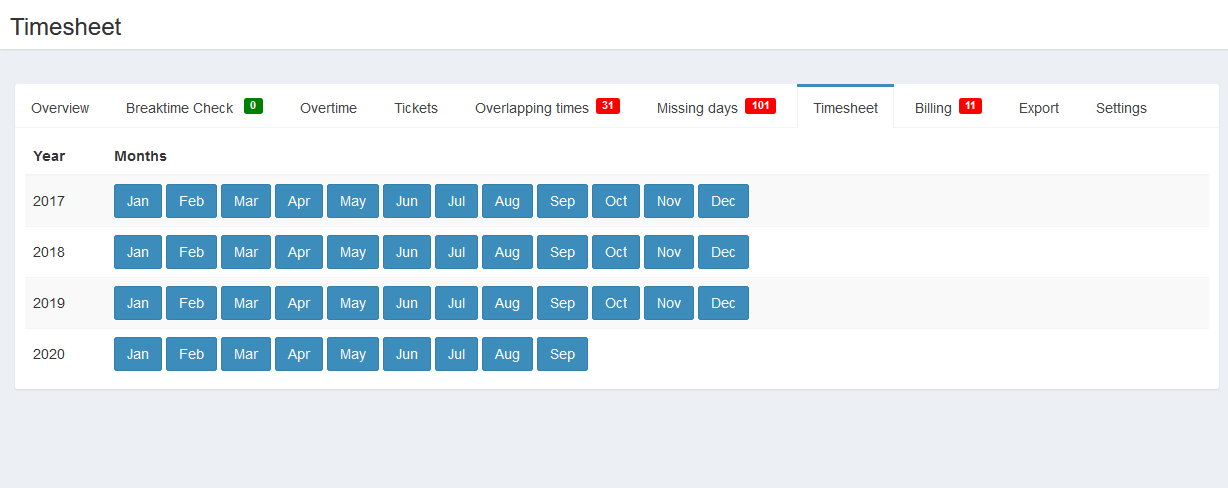 Timesheet
Overview Breaktime Check 0 Overtime Tickets Overlapping times 31 Missing days 101 Timesheet Billing 11 Export Settings
Year Months
2017 Jan Feb Mar Apr May Jun Jul Aug Sep Oct Nov Dec
2018 Jan Feb Mar Apr May Jun Jul Aug Sep Oct Nov Dec
2019 Jan Feb Mar Apr May Jun Jul Aug Sep Oct Nov Dec
2020 Jan Feb Mar Apr May Jun Jul Aug Sep